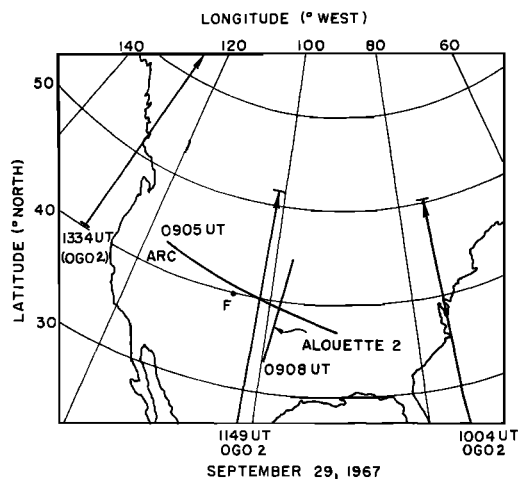 LONGITUDE (° WEST)
140 120 100 80 60
50
40
30
LATITUDE (° NORTH)
1334 UT
(OGO 2)
0905 UT
ARC
F
ALOUETTE 2
0908 UT
1149 UT
OGO 2
1004 UT
OGO 2
SEPTEMBER 29, 1967